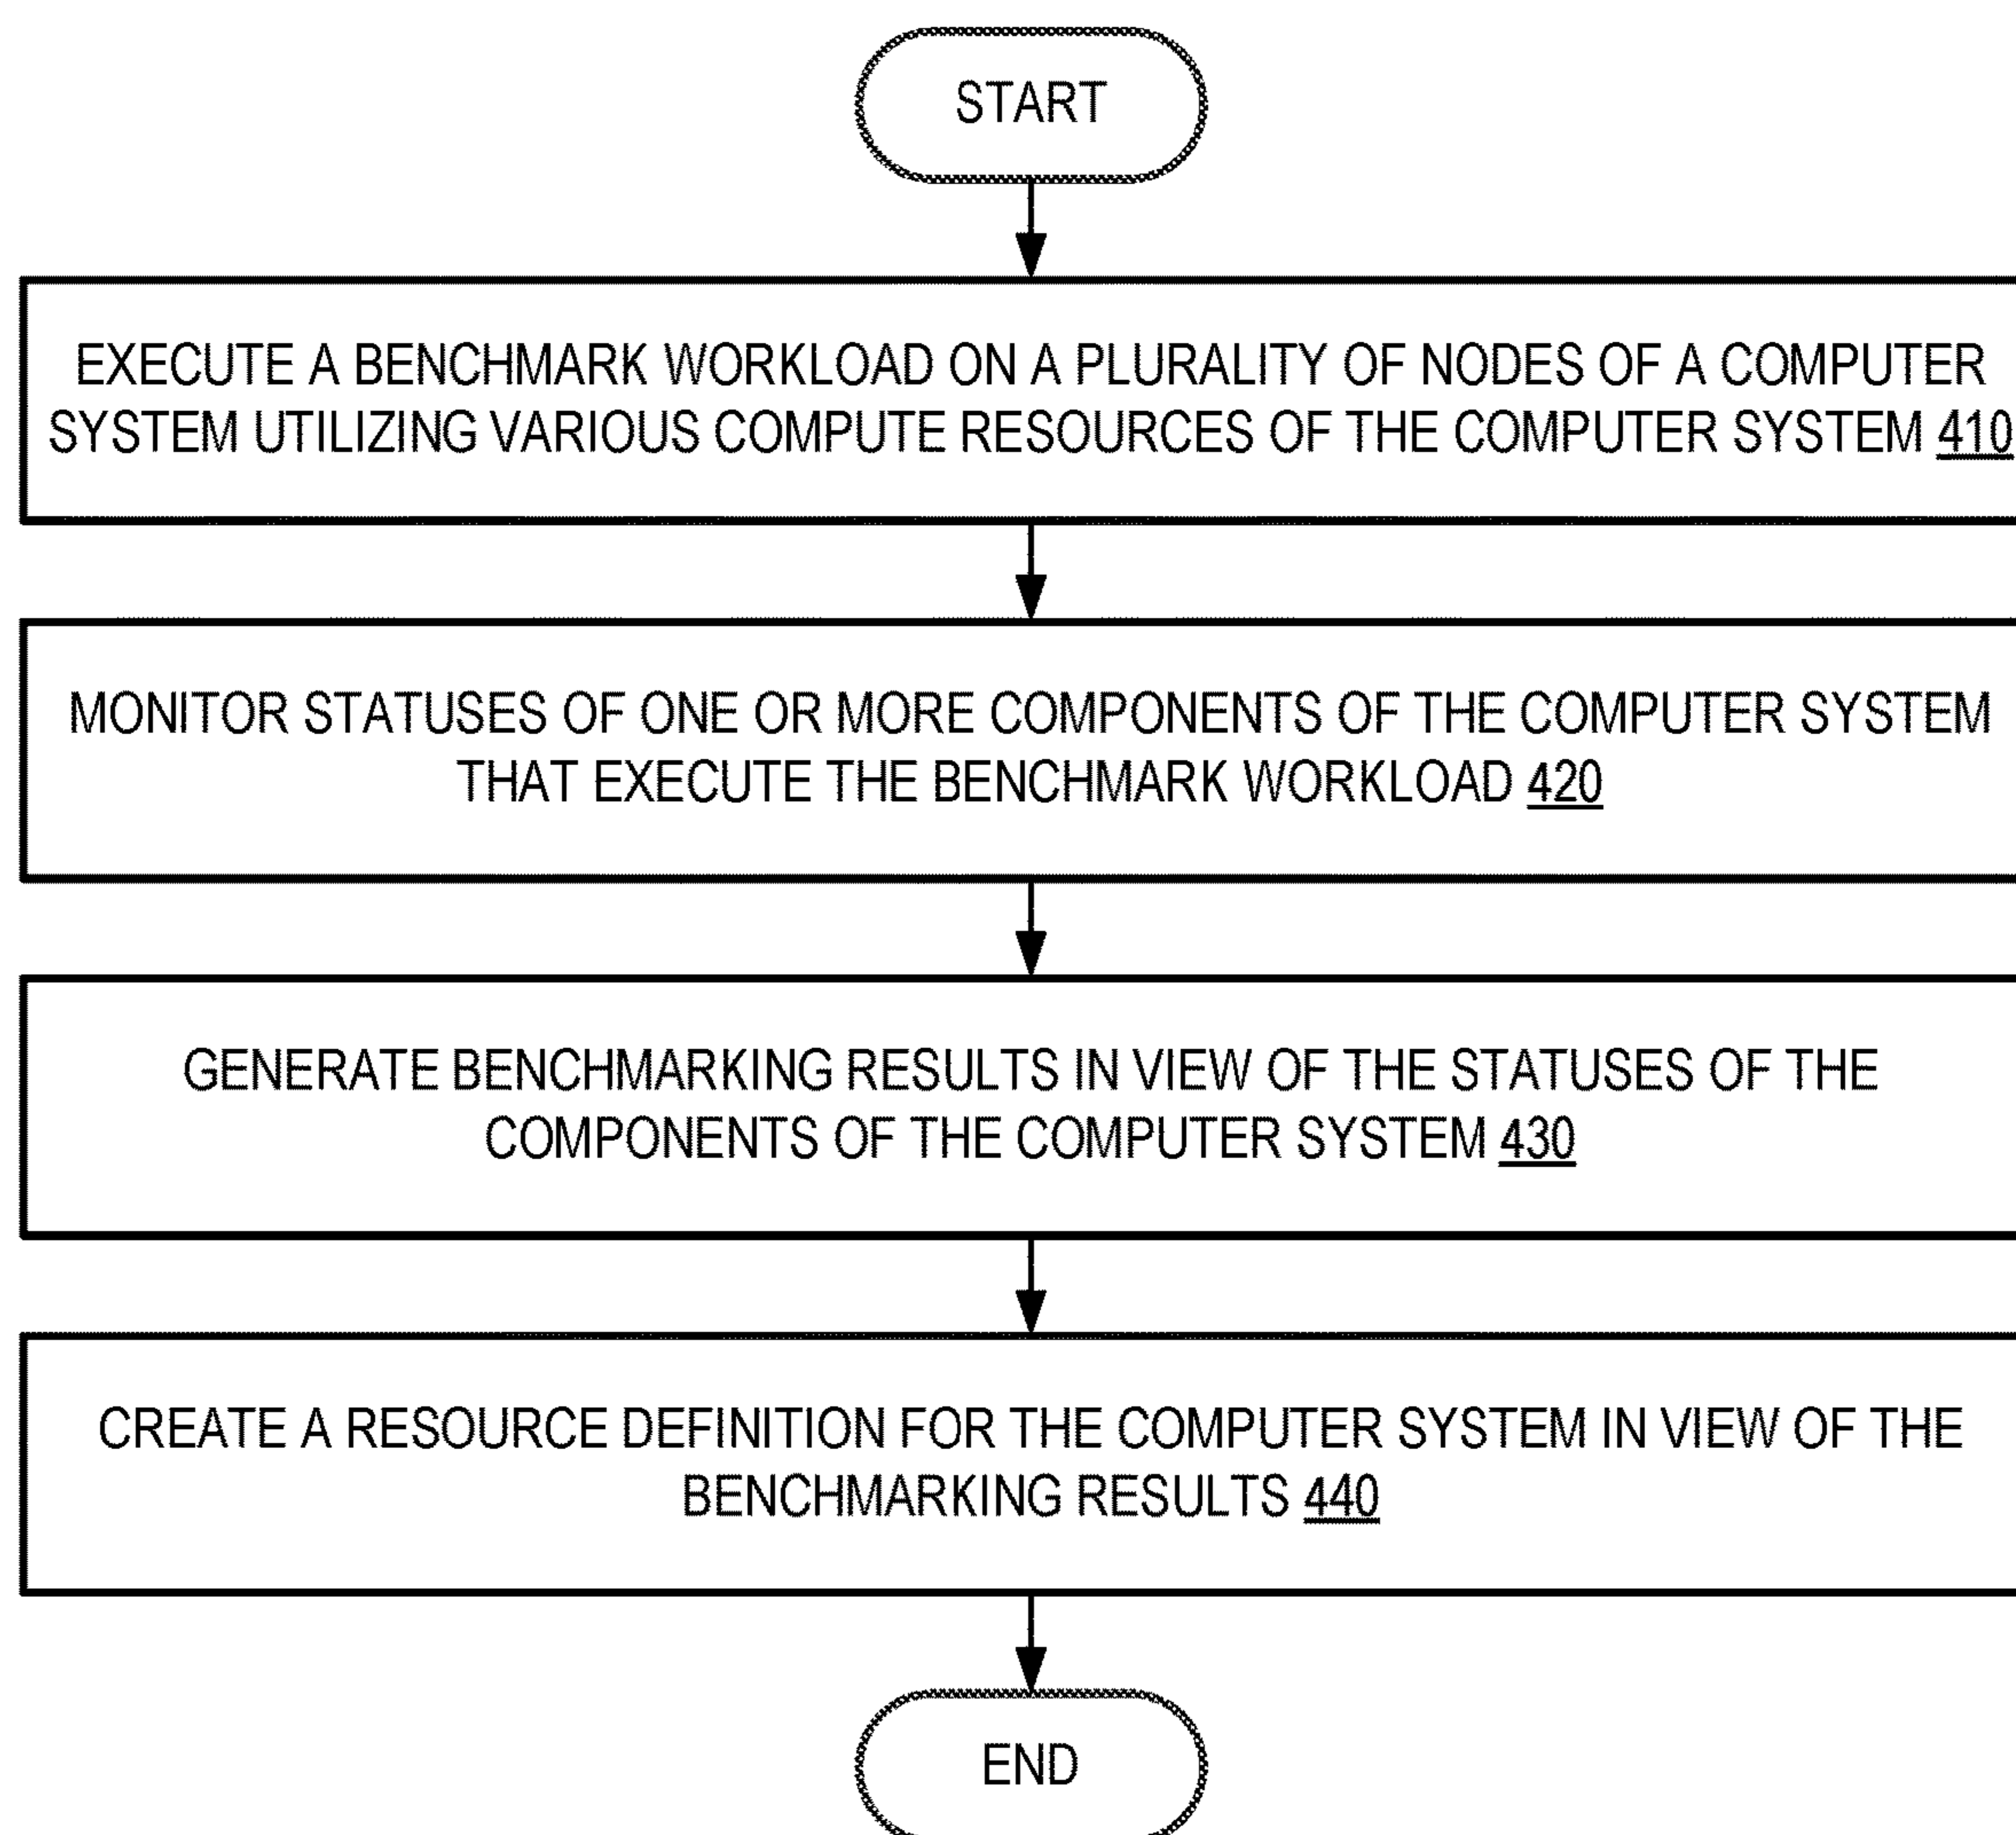 START
EXECUTE A BENCHMARK WORKLOAD ON A PLURALITY OF NODES OF A COMPUTER
SYSTEM UTILIZING VARIOUS COMPUTE RESOURCES OF THE COMPUTER SYSTEM 410
MONITOR STATUSES OF ONE OR MORE COMPONENTS OF THE COMPUTER SYSTEM
THAT EXECUTE THE BENCHMARK WORKLOAD 420
GENERATE BENCHMARKING RESULTS IN VIEW OF THE STATUSES OF THE
COMPONENTS OF THE COMPUTER SYSTEM 430
CREATE A RESOURCE DEFINITION FOR THE COMPUTER SYSTEM IN VIEW OF THE
BENCHMARKING RESULTS 440
END